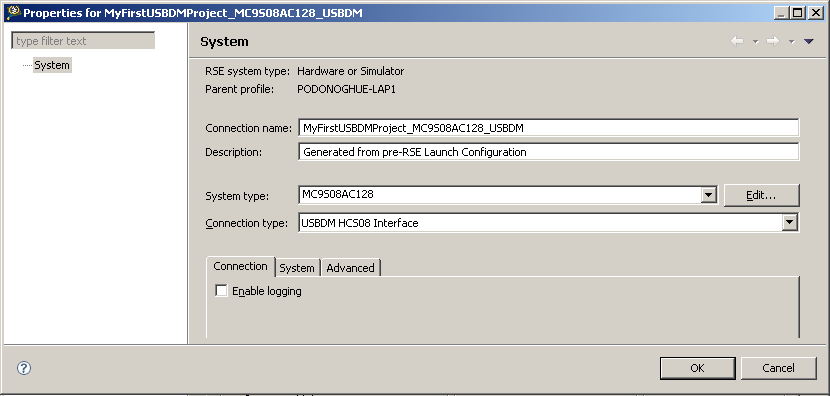 Properties for MyFirstUSBDMProject_MC9S08AC128_USBDM
type filter text
System
System
RSE system type: Hardware or Simulator
Parent profile: PODONOGHUE-LAP1
Connection name: MyFirstUSBDMProject_MC9S08AC128_USBDM
Description: Generated from pre-RSE Launch Configuration
System type: MC9S08AC128 Edit...
Connection type: USBDM HCS08 Interface
Connection System Advanced
Enable logging
? OK Cancel